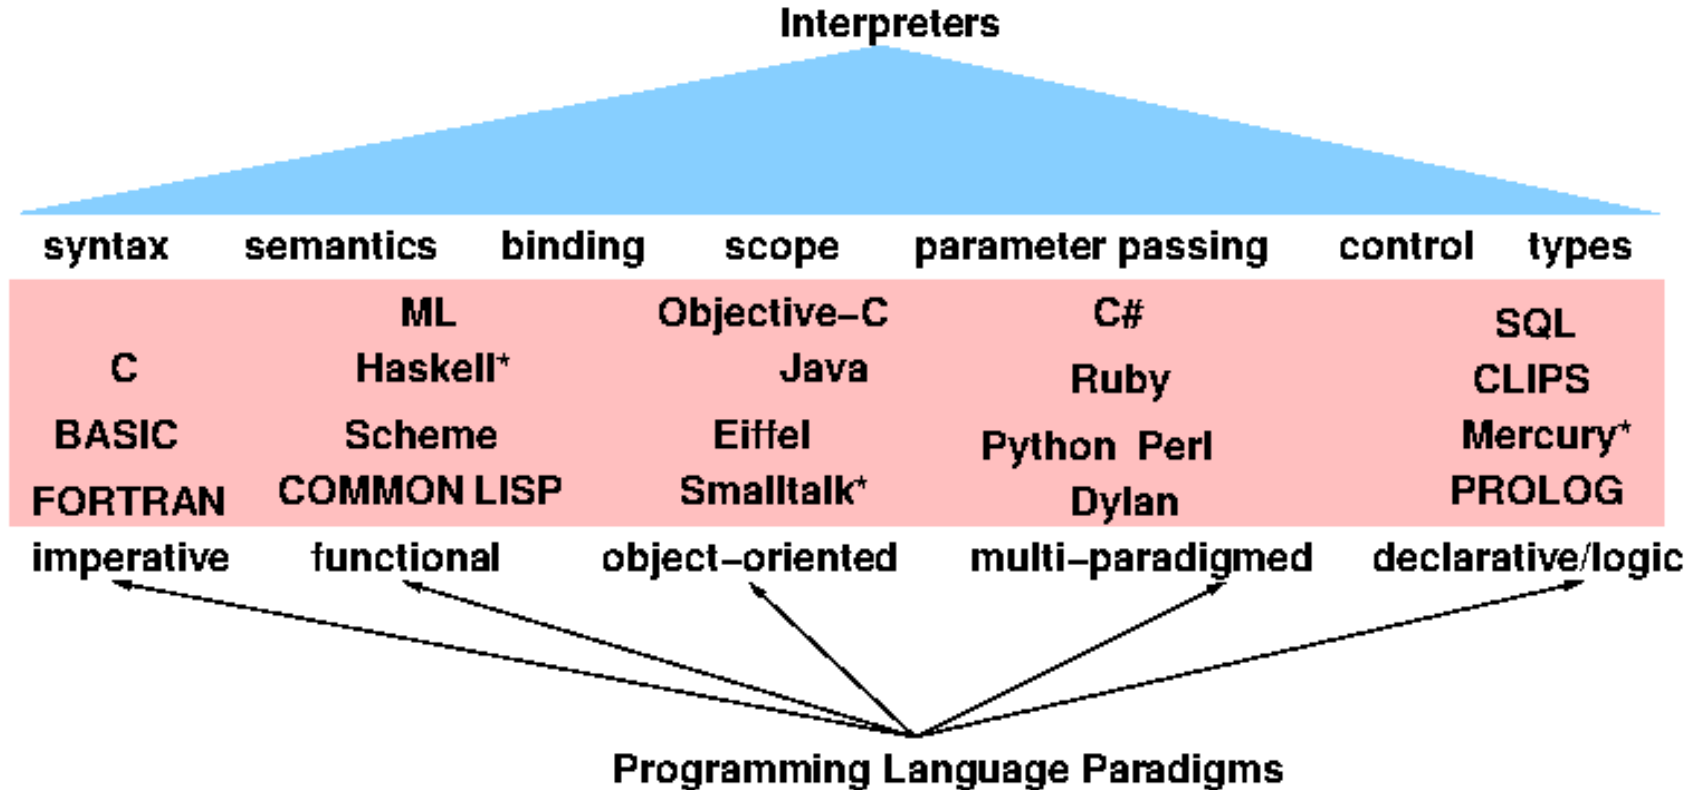 Interpreters
syntax semantics binding scope parameter passing control types
ML Objective-C C# SQL
C Haskell* Java Ruby CLIPS
BASIC Scheme Eiffel Python Perl Mercury*
FORTRAN COMMON LISP Smalltalk* Dylan PROLOG
imperative functional object-oriented multi-paradigmed declarative/logic
Programming Language Paradigms